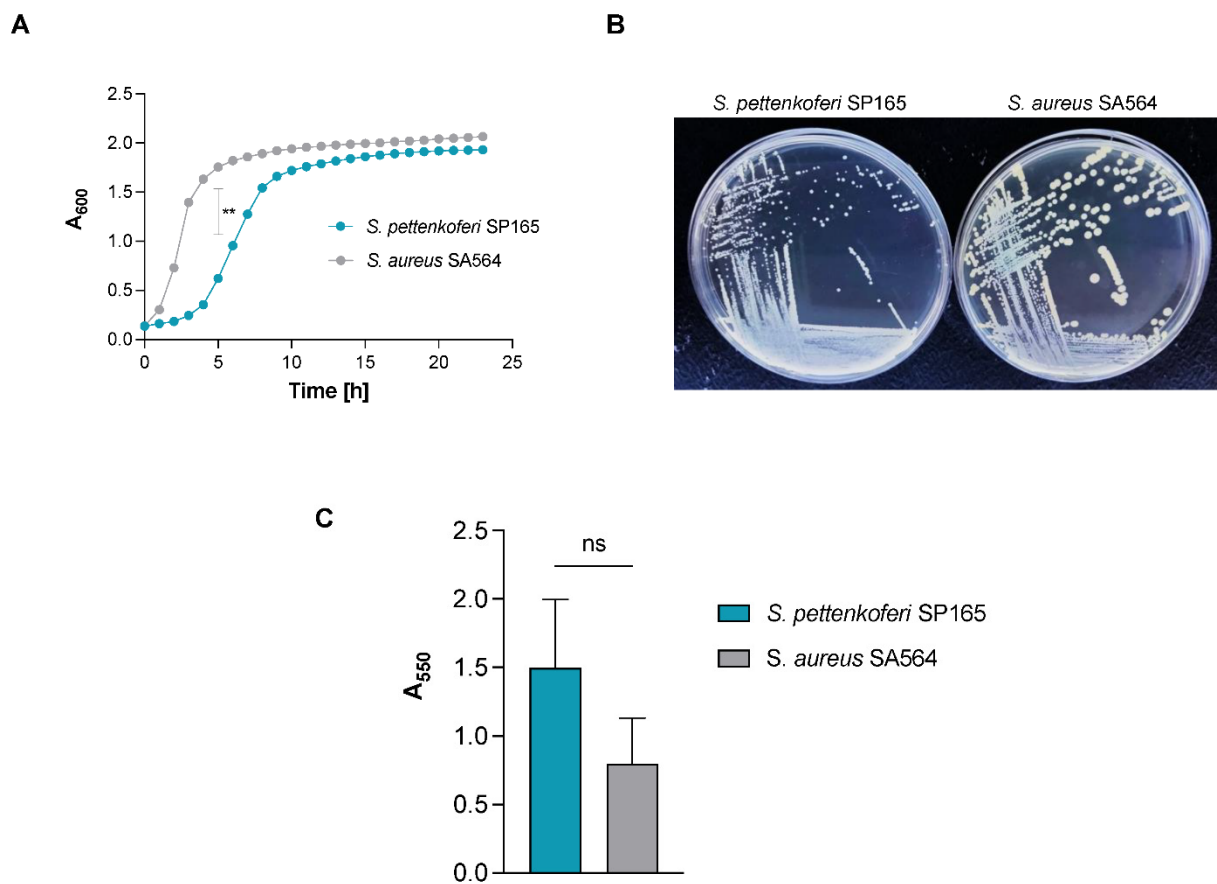 A
2.5
2.0
1.5
1.0
0.5
0.0
A600
**
S. pettenkoferi SP165
S. aureus SA564
0 5 10 15 20 25
Time [h]
B
S. pettenkoferi SP165 S. aureus SA564
C
2.5
2.0
1.5
1.0
0.5
0.0
A550
ns
S. pettenkoferi SP165
S. aureus SA564